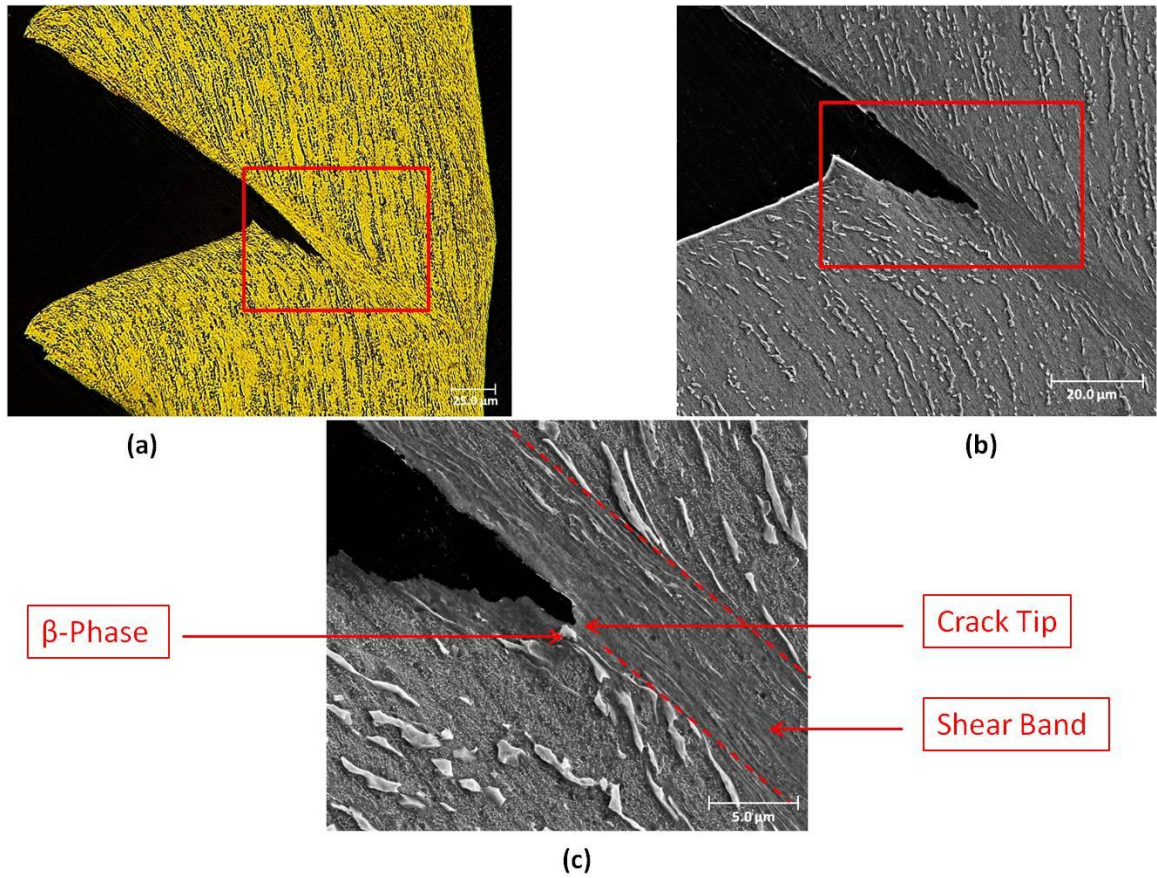 25.0 µm
20.0 µm
(a)
(b)
β-Phase
Crack Tip
Shear Band
5.0 µm
(c)